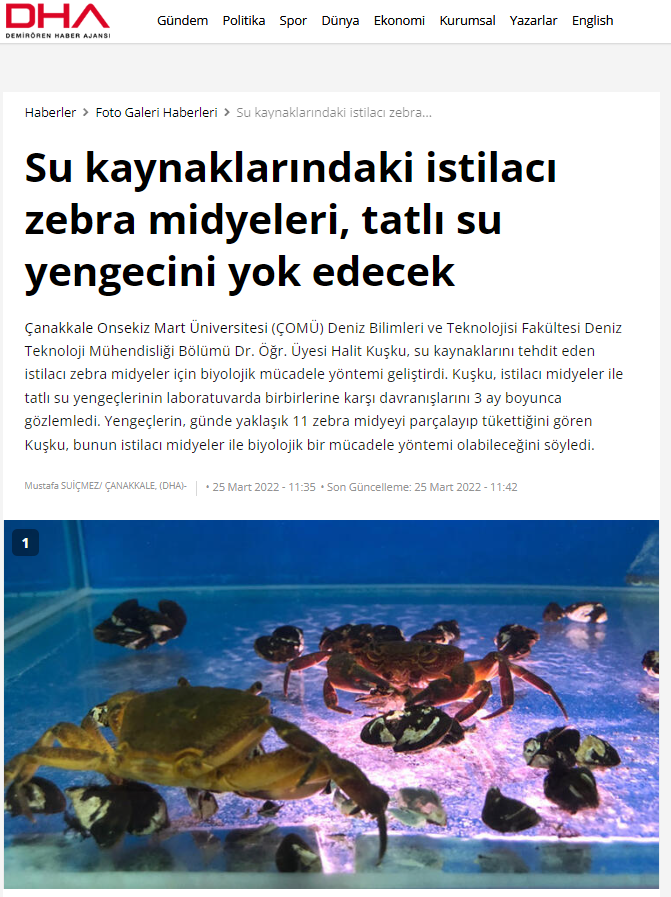 DHA
DEMİRÖREN HABER AJANSI
Gündem Politika Spor Dünya Ekonomi Kurumsal Yazarlar English
Haberler > Foto Galeri Haberleri > Su kaynaklarındaki istilacı zebra...
Su kaynaklarındaki istilacı
zebra midyeleri, tatlı su
yengecini yok edecek
Çanakkale Onsekiz Mart Üniversitesi (ÇOMÜ) Deniz Bilimleri ve Teknolojisi Fakültesi Deniz
Teknoloji Mühendisliği Bölümü Dr. Öğr. Üyesi Halit Kuşku, su kaynaklarını tehdit eden
istilacı zebra midyeler için biyolojik mücadele yöntemi geliştirdi. Kuşku, istilacı midyeler ile
tatlı su yengeçlerinin laboratuvarda birbirlerine karşı davranışlarını 3 ay boyunca
gözlemledi. Yengeçlerin, günde yaklaşık 11 zebra midyeyi parçalayıp tükettiğini gören
Kuşku, bunun istilacı midyeler ile biyolojik bir mücadele yöntemi olabileceğini söyledi.
Mustafa SUİÇMEZ/ ÇANAKKALE, (DHA)- • 25 Mart 2022 - 11:35 • Son Güncelleme: 25 Mart 2022 - 11:42
1